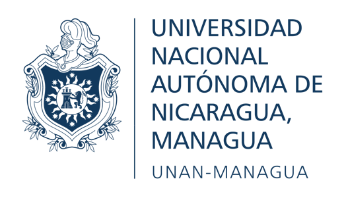 UNIVERSIDAD
NACIONAL
AUTÓNOMA DE
NICARAGUA,
MANAGUA
UNAN-MANAGUA